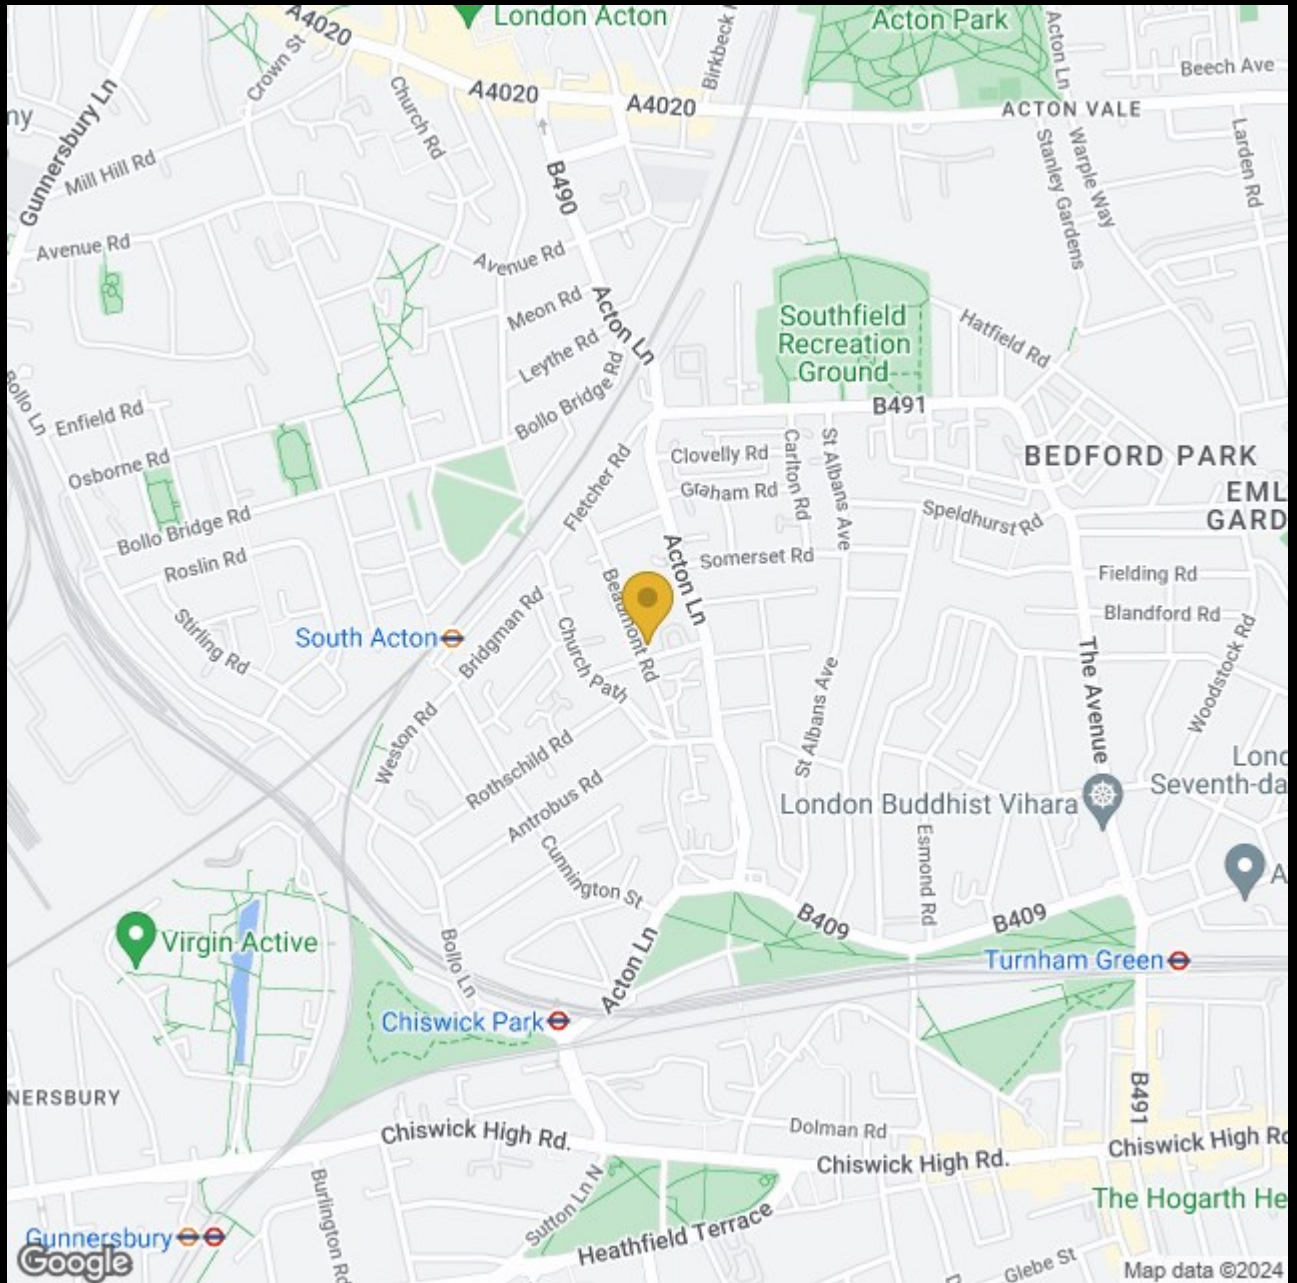 London Acton
Acton Park
A4020
Crown St
Gunnersbury Ln
Church Rd
A4020
A4020
Acton Ln
Beech Ave
ACTON VALE
Mill Hill Rd
B490
Stanley Gardens
Warple Way
Larden Rd
Avenue Rd
Avenue Rd
Meon Rd
Acton Ln
Southfield
Recreation
Ground
Hatfield Rd
Leythe Rd
Bollo Bridge Rd
Bollo Ln
Enfield Rd
B491
Osborne Rd
Fletcher Rd
Clovelly Rd
Carlton Rd
St Albans Ave
BEDFORD PARK
Graham Rd
EML
GARD
Bollo Bridge Rd
Speldhurst Rd
Roslin Rd
Acton Ln
Somerset Rd
Fielding Rd
Beaumont Rd
Blandford Rd
Stirling Rd
South Acton
Bridgman Rd
Church Path
The Avenue
Woodstock Rd
St Albans Ave
Weston Rd
Rothschild Rd
Antrobus Rd
London Buddhist Vihara
Lond
Seventh-da
Cunnington St
Esmond Rd
A
B409
B409
Virgin Active
Bollo Ln
Acton Ln
Turnham Green
Chiswick Park
NERSBURY
B491
Chiswick High Rd.
Dolman Rd
Chiswick High Rd.
Chiswick High Rd
Burlington Rd
Sutton Ln N
The Hogarth He
Gunnersbury
Heathfield Terrace
Glebe St
Google
Map data ©2024